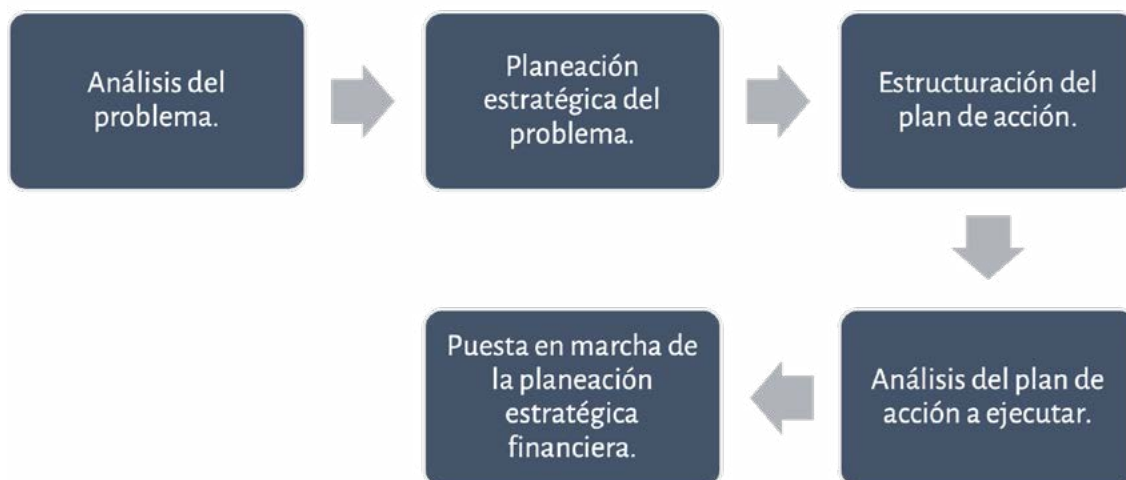 Análisis del
problema.
Planeación
estratégica del
problema.
Estructuración del
plan de acción.
Análisis del plan de
acción a ejecutar.
Puesta en marcha de
la planeación
estratégica
financiera.